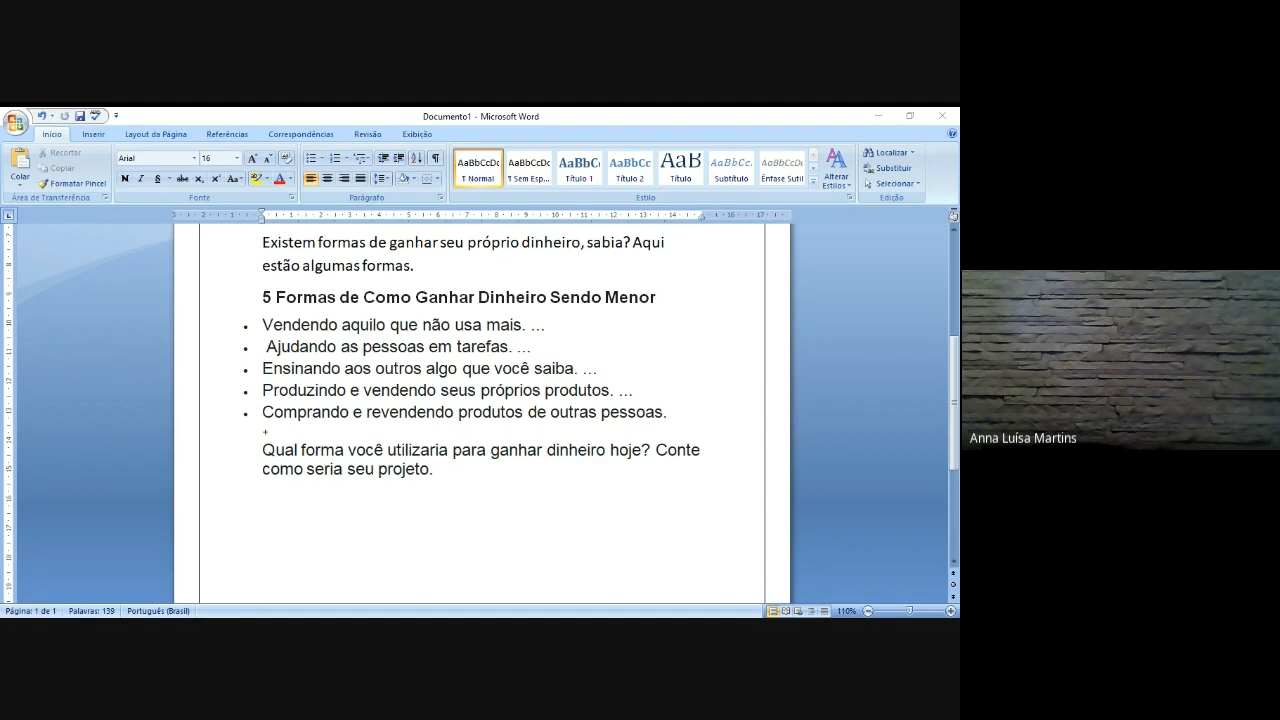 Documento1 - Microsoft Word
Início Inserir Layout da Página Referências Correspondências Revisão Exibição
Colar
Recortar
Copiar
Formatar Pincel
Área de Transferência
Arial 16
N I S abc X₂ X² Aa
Fonte
Parágrafo
AaBbCcDc AaBbCcDc AaBbC AaBbCc AaB AaBbCc. AaBbCcDc
¶ Normal ¶ Sem Esp... Título 1 Título 2 Título Subtítulo Ênfase Sutil
Alterar Estilos
Estilo
Localizar
Substituir
Selecionar
Edição
Existem formas de ganhar seu próprio dinheiro, sabia? Aqui
estão algumas formas.
5 Formas de Como Ganhar Dinheiro Sendo Menor
• Vendendo aquilo que não usa mais. ...
• Ajudando as pessoas em tarefas. ...
• Ensinando aos outros algo que você saiba. ...
• Produzindo e vendendo seus próprios produtos. ...
• Comprando e revendendo produtos de outras pessoas.
+
Qual forma você utilizaria para ganhar dinheiro hoje? Conte
como seria seu projeto.
Anna Luísa Martins
Página: 1 de 1 Palavras: 139 Português (Brasil) 110%